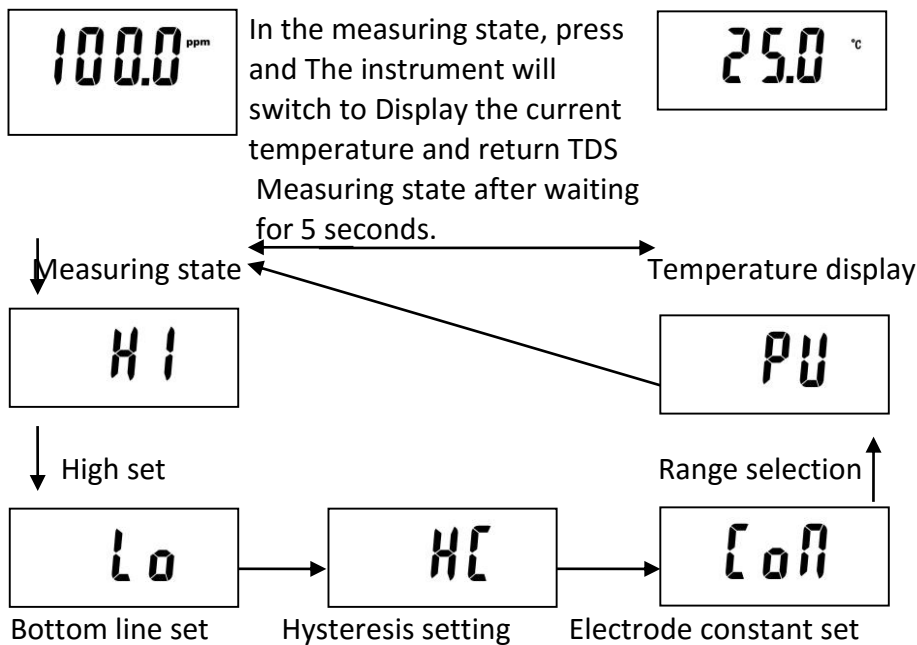 100.0 ppm
In the measuring state, press
and The instrument will
switch to Display the current
temperature and return TDS
Measuring state after waiting
for 5 seconds.
25.0 °C
Measuring state
Temperature display
HI
PU
High set
Range selection
Lo
HC
Con
Bottom line set
Hysteresis setting
Electrode constant set